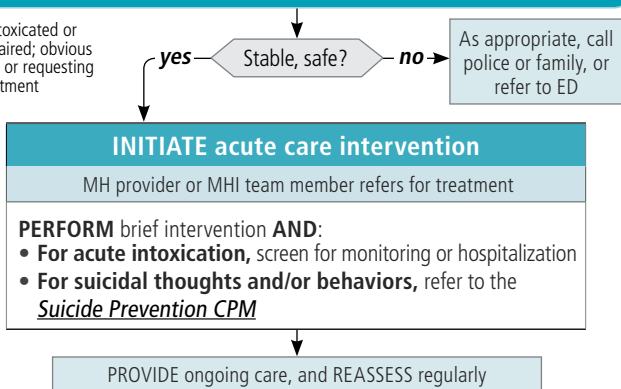 aired; obvious
or requesting
tment
yes
Stable, safe?
no
As appropriate, call
police or family, or
refer to ED
INITIATE acute care intervention
MH provider or MHI team member refers for treatment
PERFORM brief intervention AND:
• For acute intoxication, screen for monitoring or hospitalization
• For suicidal thoughts and/or behaviors, refer to the
Suicide Prevention CPM
PROVIDE ongoing care, and REASSESS regularly